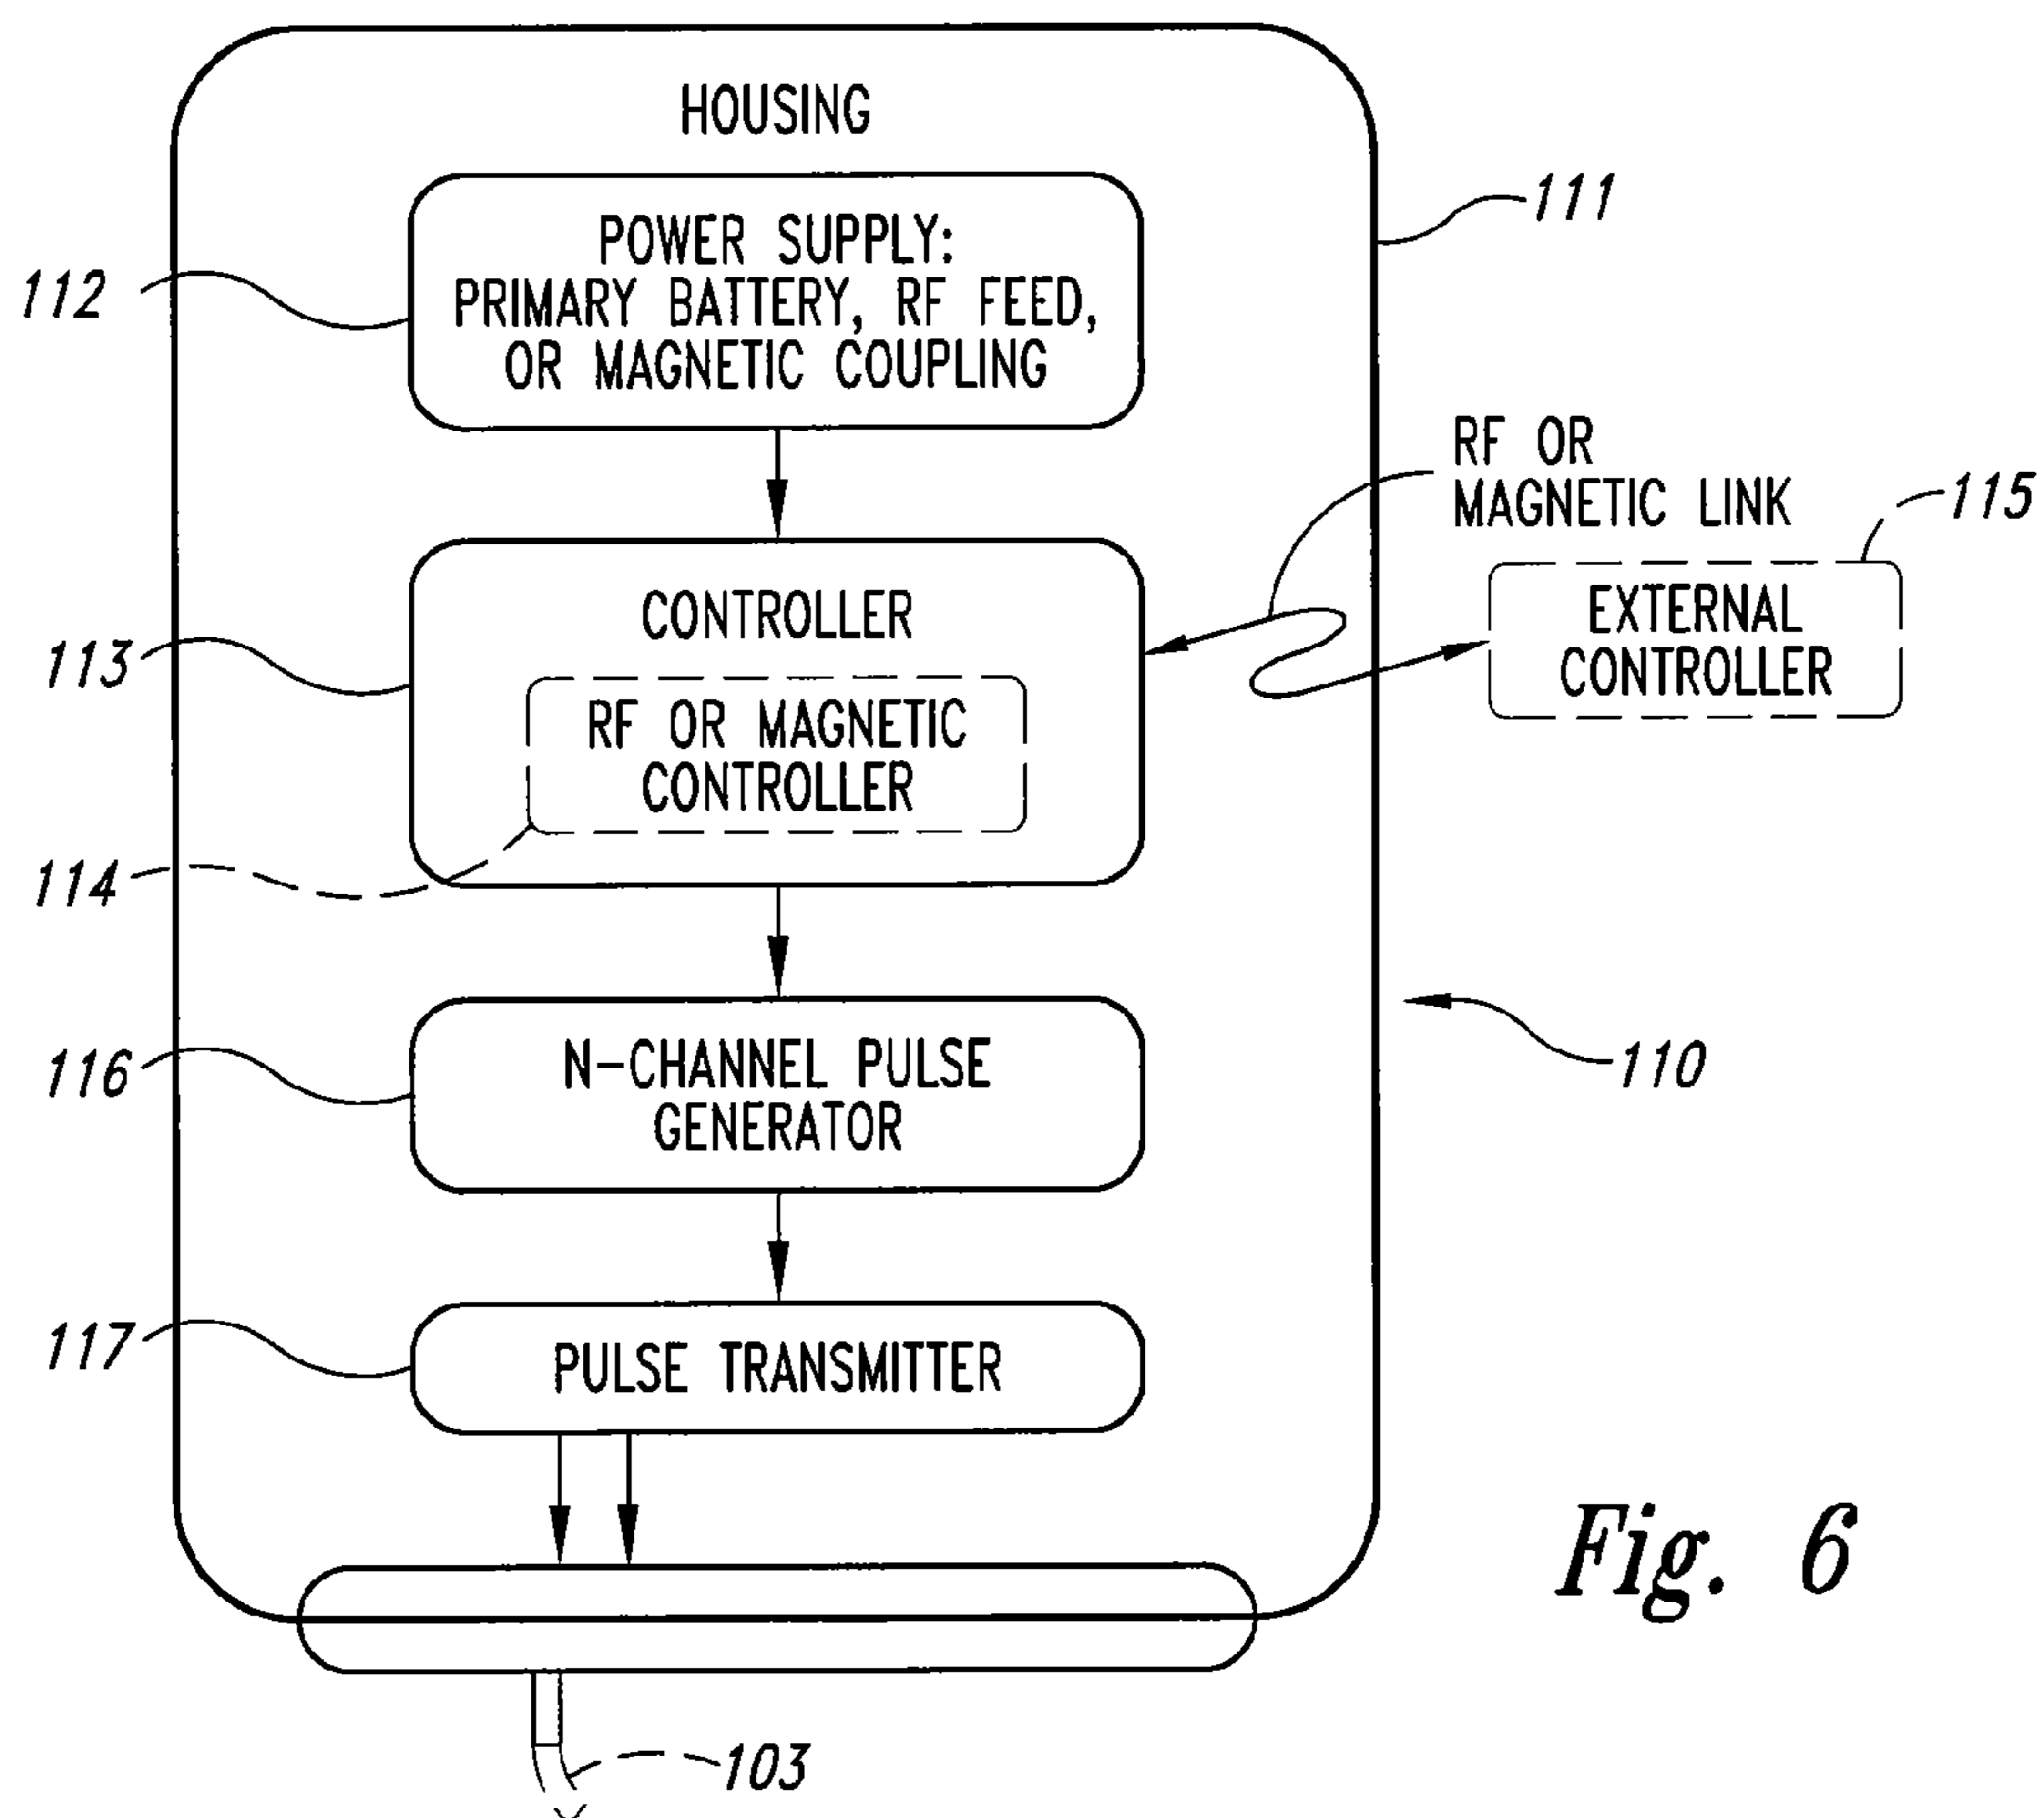 HOUSING
111
POWER SUPPLY:
PRIMARY BATTERY, RF FEED,
OR MAGNETIC COUPLING
112
RF OR
MAGNETIC LINK
115
EXTERNAL
CONTROLLER
CONTROLLER
113
RF OR MAGNETIC
CONTROLLER
114
110
N-CHANNEL PULSE
GENERATOR
116
PULSE TRANSMITTER
117
Fig. 6
103